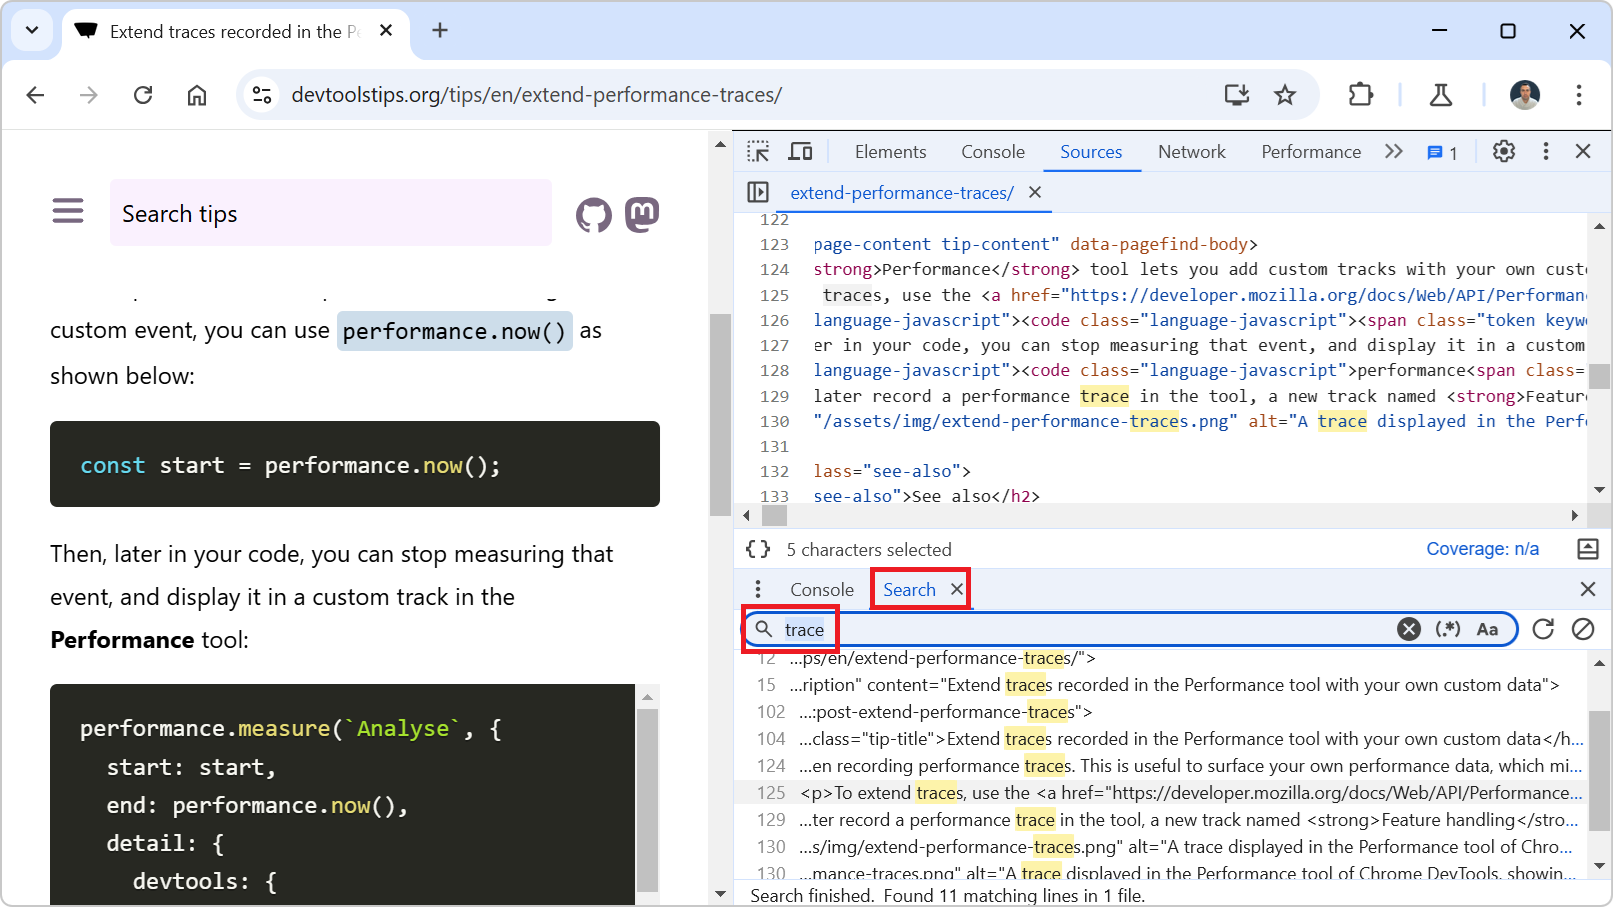 Extend traces recorded in the Pe
devtoolstips.org/tips/en/extend-performance-traces/
Search tips
custom event, you can use performance.now() as
shown below:
const start = performance.now();
Then, later in your code, you can stop measuring that
event, and display it in a custom track in the
Performance tool:
performance.measure(`Analyse`, {
start: start,
end: performance.now(),
detail: {
devtools: {
Elements Console Sources Network Performance 1
extend-performance-traces/
122
123 page-content tip-content" data-pagefind-body>
124 strong>Performance</strong> tool lets you add custom tracks with your own custo
125 traces, use the <a href="https://developer.mozilla.org/docs/Web/API/Performan
126 language-javascript"><code class="language-javascript"><span class="token keywo
127 er in your code, you can stop measuring that event, and display it in a custom
128 language-javascript"><code class="language-javascript">performance<span class=
129 later record a performance trace in the tool, a new track named <strong>Featur
130 "/assets/img/extend-performance-traces.png" alt="A trace displayed in the Perf
131
132 lass="see-also">
133 see-also">See also</h2>
{ } 5 characters selected Coverage: n/a
Console Search
trace (.*) Aa
12 ...ps/en/extend-performance-traces/">
15 ...ription" content="Extend traces recorded in the Performance tool with your own custom data">
102 ...:post-extend-performance-traces">
104 ...class="tip-title">Extend traces recorded in the Performance tool with your own custom data</h...
124 ...en recording performance traces. This is useful to surface your own performance data, which mi...
125 <p>To extend traces, use the <a href="https://developer.mozilla.org/docs/Web/API/Performance...
129 ...ter record a performance trace in the tool, a new track named <strong>Feature handling</stro...
130 ...s/img/extend-performance-traces.png" alt="A trace displayed in the Performance tool of Chro...
130 ...mance-traces.png" alt="A trace displayed in the Performance tool of Chrome DevTools, showin...
Search finished. Found 11 matching lines in 1 file.